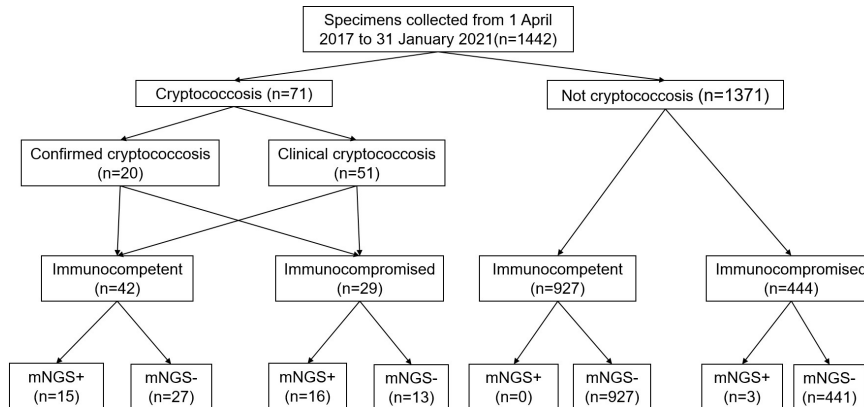 Specimens collected from 1 April
2017 to 31 January 2021(n=1442)
Cryptococcosis (n=71)
Not cryptococcosis (n=1371)
Confirmed cryptococcosis
(n=20)
Clinical cryptococcosis
(n=51)
Immunocompetent
(n=42)
Immunocompromised
(n=29)
Immunocompetent
(n=927)
Immunocompromised
(n=444)
mNGS+
(n=15)
mNGS-
(n=27)
mNGS+
(n=16)
mNGS-
(n=13)
mNGS+
(n=0)
mNGS-
(n=927)
mNGS+
(n=3)
mNGS-
(n=441)